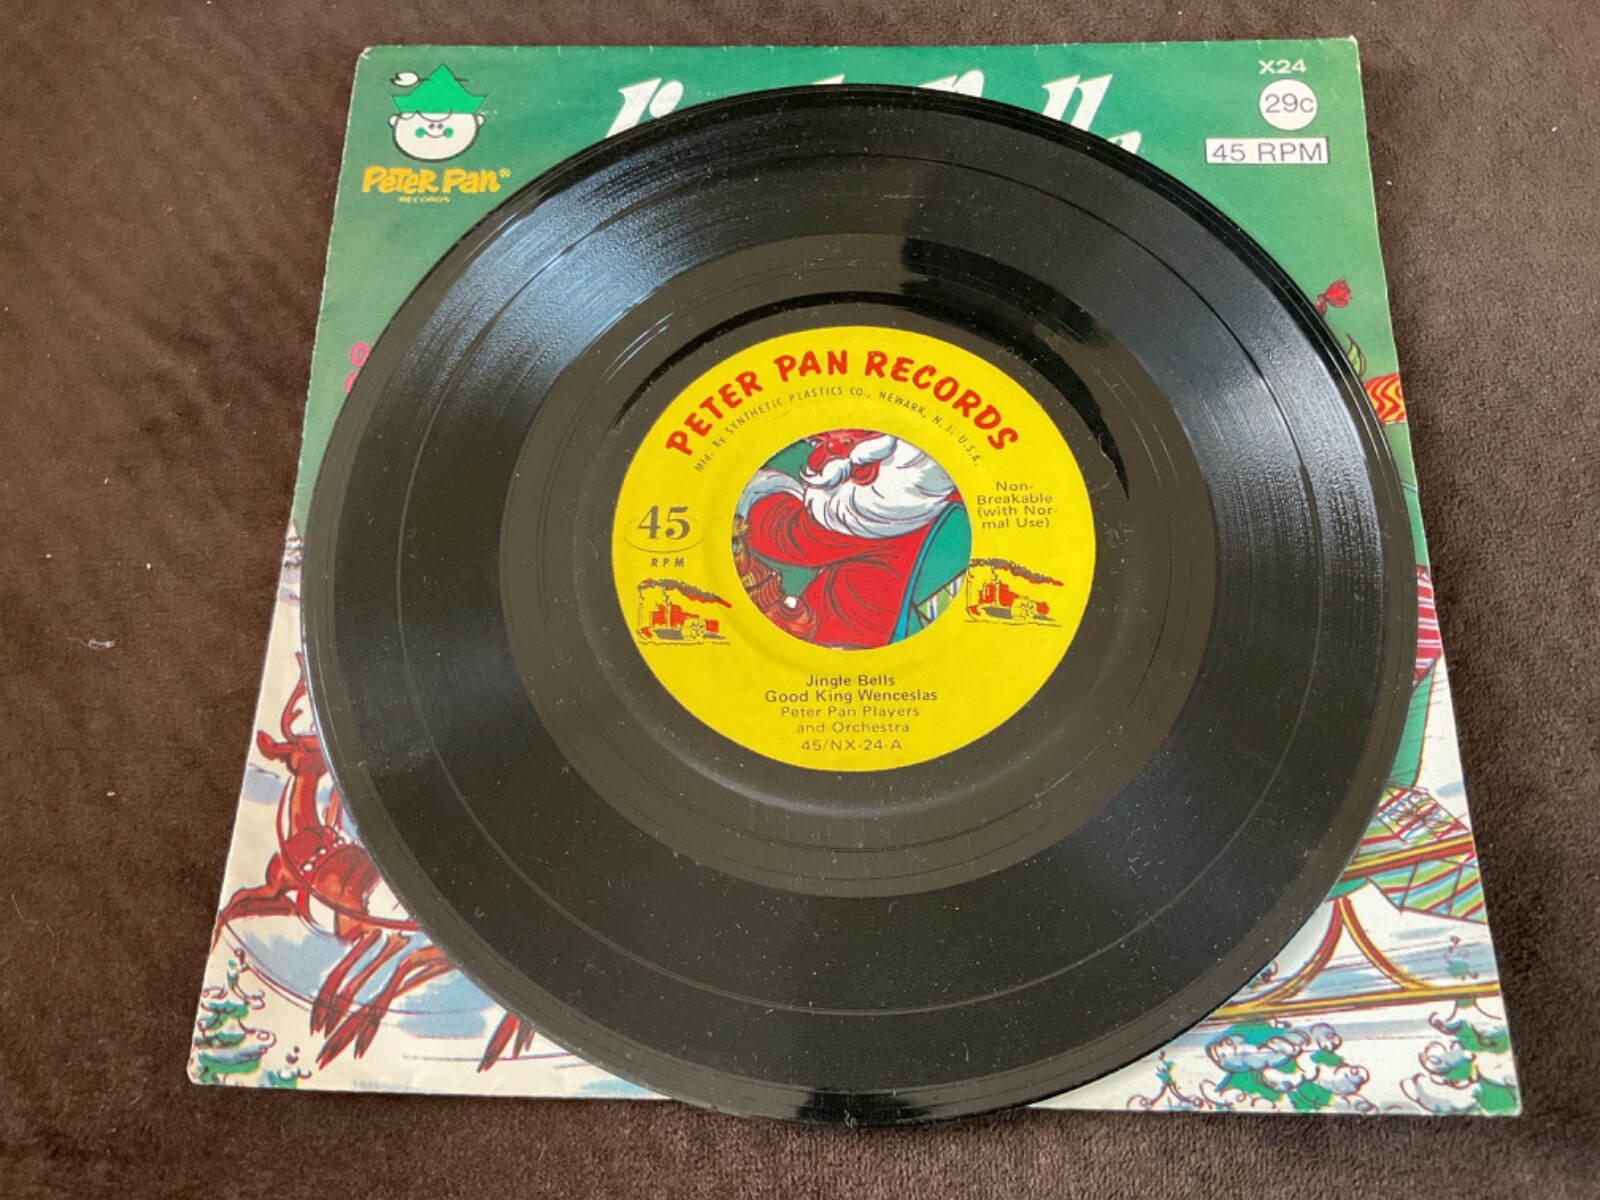 X24
29c
45 RPM
Peter Pan®
RECORDS
PETER PAN RECORDS
Mfd. By SYNTHETIC PLASTICS CO., NEWARK, N. J. U.S.A.
45
RPM
Non-
Breakable
(with Nor-
mal Use)
Jingle Bells
Good King Wenceslas
Peter Pan Players
and Orchestra
45/NX-24-A